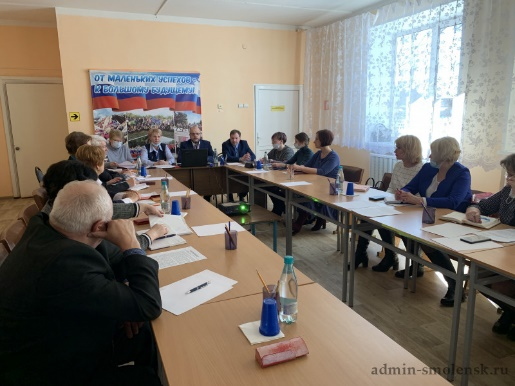 ОТ МАЛЕНЬКИХ УСПЕХОВ -
К БОЛЬШОМУ БУДУЩЕМУ!
admin-smolensk.ru